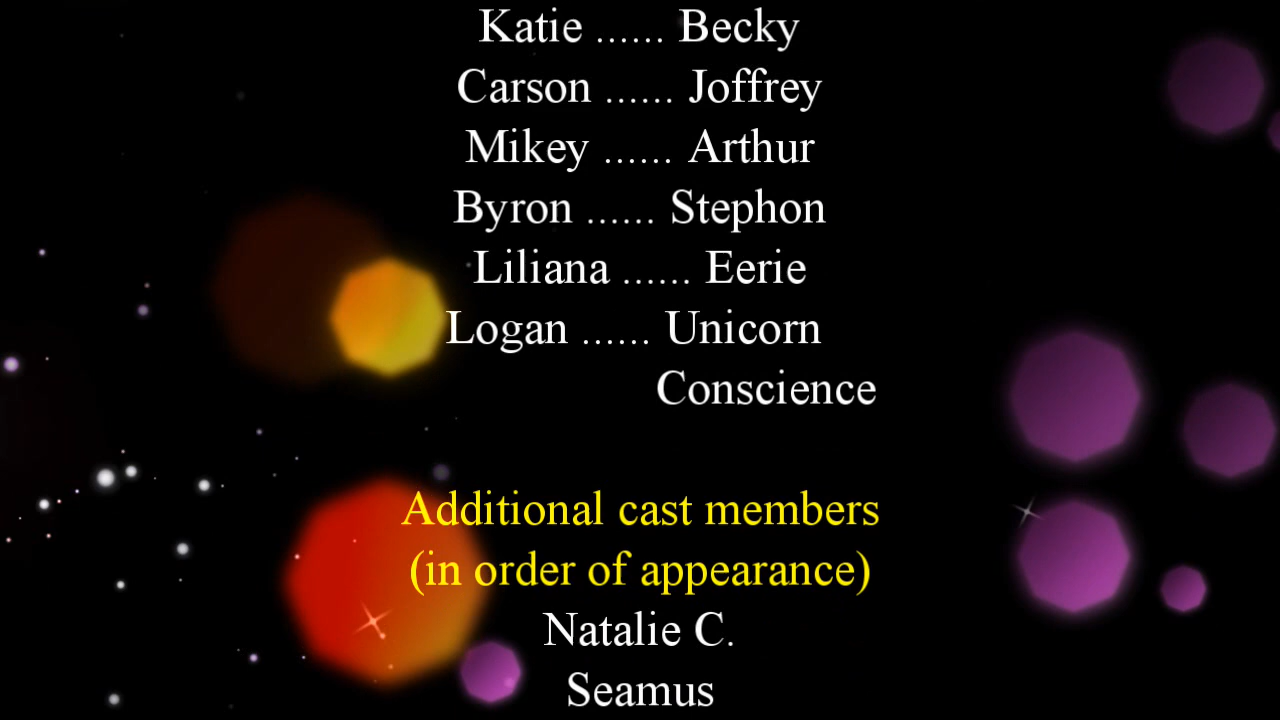 Katie ...... Becky
Carson ...... Joffrey
Mikey ...... Arthur
Byron ...... Stephon
Liliana ...... Eerie
Logan ...... Unicorn
Conscience
Additional cast members
(in order of appearance)
Natalie C.
Seamus